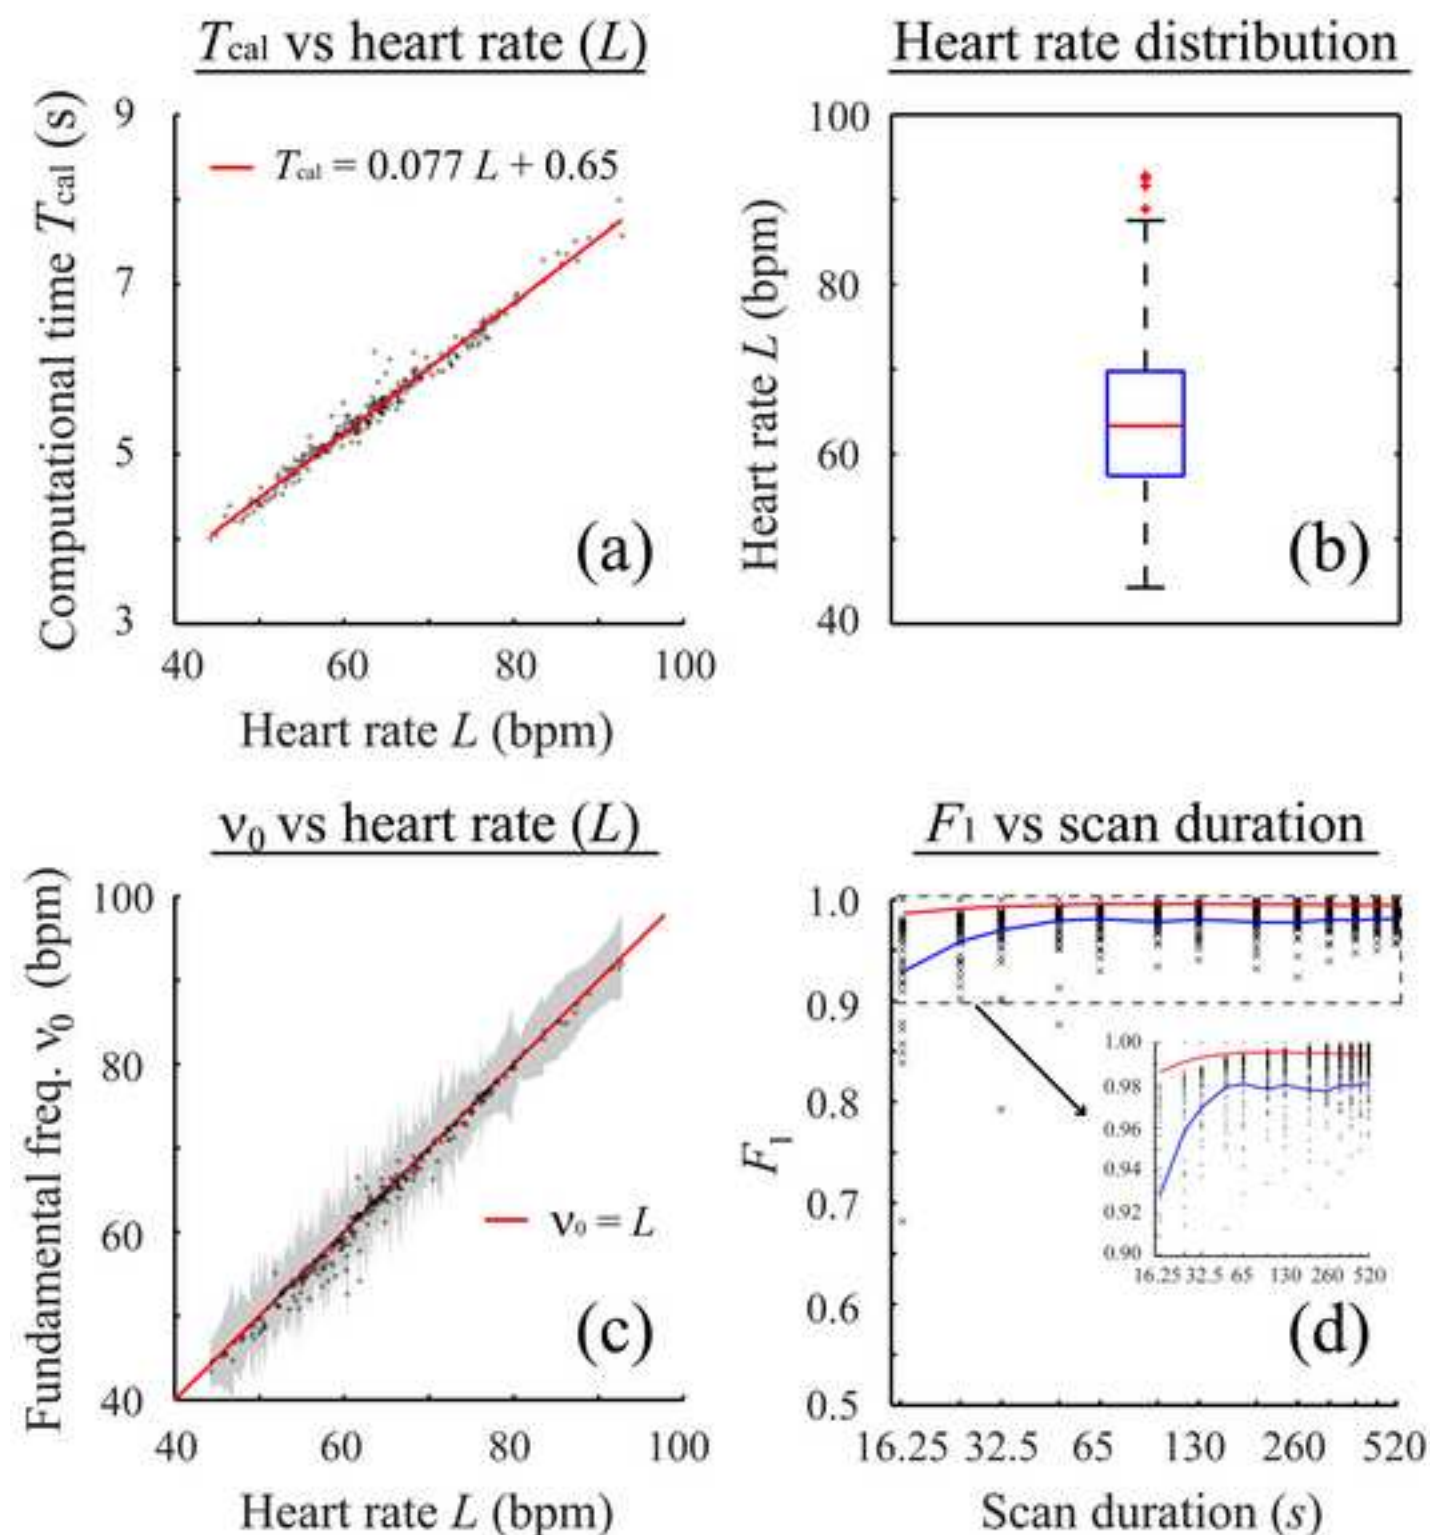 Tcal vs heart rate (L)
Computational time Tcal (s)
9
7
5
3
Tcal = 0.077 L + 0.65
(a)
40 60 80 100
Heart rate L (bpm)
Heart rate distribution
Heart rate L (bpm)
100
80
60
40
(b)
ν0 vs heart rate (L)
Fundamental freq. ν0 (bpm)
100
80
60
40
ν0 = L
(c)
40 60 80 100
Heart rate L (bpm)
F1 vs scan duration
F1
1.0
0.9
0.8
0.7
0.6
0.5
1.00
0.98
0.96
0.94
0.92
0.90
16.25 32.5 65 130 260 520
(d)
16.25 32.5 65 130 260 520
Scan duration (s)